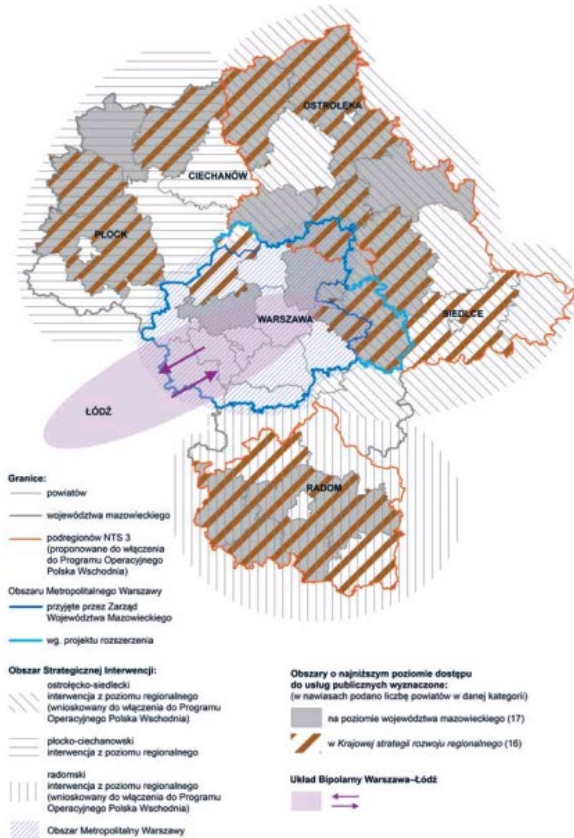 OSTROŁĘKA
CIECHANÓW
PŁOCK
WARSZAWA
SIEDLCE
ŁÓDŹ
RADOM
Granice:
powiatów
województwa mazowieckiego
podregionów NTS 3
(proponowane do włączenia
do Programu Operacyjnego
Polska Wschodnia)
Obszaru Metropolitalnego Warszawy
przyjęte przez Zarząd
Województwa Mazowieckiego
wg. projektu rozszerzenia
Obszar Strategicznej Interwencji:
ostrołęcko-siedlecki
interwencja z poziomu regionalnego
(wnioskowany do włączenia do Programu
Operacyjnego Polska Wschodnia)
płocko-ciechanowski
interwencja z poziomu regionalnego
radomski
interwencja z poziomu regionalnego
(wnioskowany do włączenia do Programu
Operacyjnego Polska Wschodnia)
Obszar Metropolitalny Warszawy
Obszary o najniższym poziomie dostępu
do usług publicznych wyznaczone:
(w nawiasach podano liczbę powiatów w danej kategorii)
na poziomie województwa mazowieckiego (17)
w Krajowej strategii rozwoju regionalnego (16)
Układ Bipolarny Warszawa–Łódź